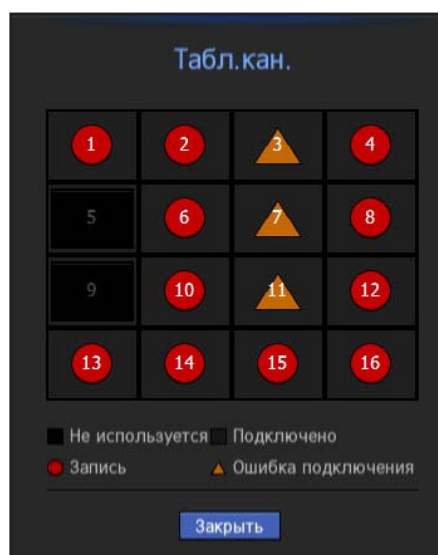 Табл.кан.
1 2 3 4
5 6 7 8
9 10 11 12
13 14 15 16
Не используется Подключено
Запись Ошибка подключения
Закрыть